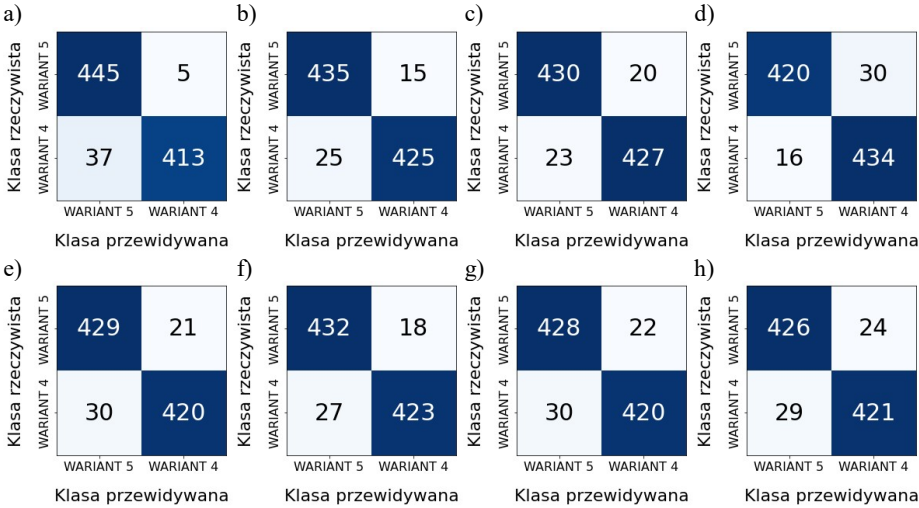 a)
Klasa rzeczywista
WARIANT 5
WARIANT 4
445 5
37 413
WARIANT 5 WARIANT 4
Klasa przewidywana
b)
Klasa rzeczywista
WARIANT 5
WARIANT 4
435 15
25 425
WARIANT 5 WARIANT 4
Klasa przewidywana
c)
Klasa rzeczywista
WARIANT 5
WARIANT 4
430 20
23 427
WARIANT 5 WARIANT 4
Klasa przewidywana
d)
Klasa rzeczywista
WARIANT 5
WARIANT 4
420 30
16 434
WARIANT 5 WARIANT 4
Klasa przewidywana
e)
Klasa rzeczywista
WARIANT 5
WARIANT 4
429 21
30 420
WARIANT 5 WARIANT 4
Klasa przewidywana
f)
Klasa rzeczywista
WARIANT 5
WARIANT 4
432 18
27 423
WARIANT 5 WARIANT 4
Klasa przewidywana
g)
Klasa rzeczywista
WARIANT 5
WARIANT 4
428 22
30 420
WARIANT 5 WARIANT 4
Klasa przewidywana
h)
Klasa rzeczywista
WARIANT 5
WARIANT 4
426 24
29 421
WARIANT 5 WARIANT 4
Klasa przewidywana